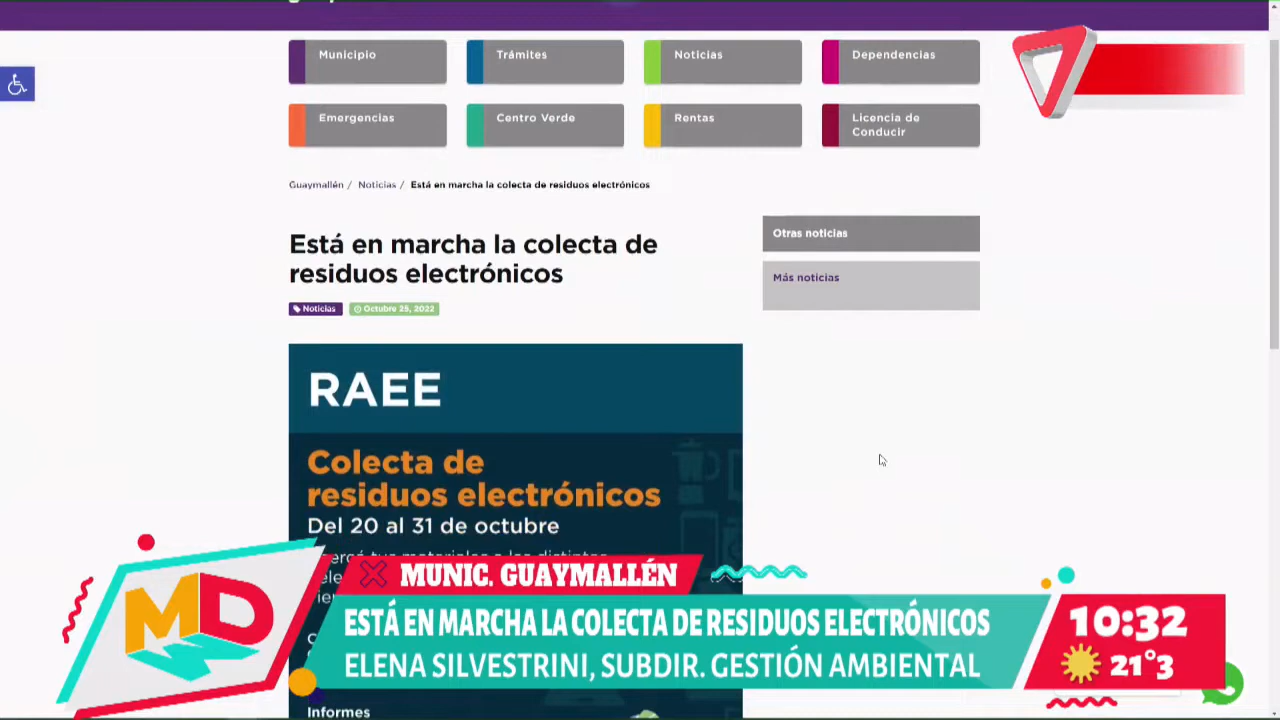 Municipio
Trámites
Noticias
Dependencias
Emergencias
Centro Verde
Rentas
Licencia de
Conducir
Guaymallén / Noticias / Está en marcha la colecta de residuos electrónicos
Está en marcha la colecta de
residuos electrónicos
Noticias
Octubre 25, 2022
Otras noticias
Más noticias
RAEE
Colecta de
residuos electrónicos
Del 20 al 31 de octubre
Informes
MD
MUNIC. GUAYMALLÉN
ESTÁ EN MARCHA LA COLECTA DE RESIDUOS ELECTRÓNICOS
ELENA SILVESTRINI, SUBDIR. GESTIÓN AMBIENTAL
10:32
21°3